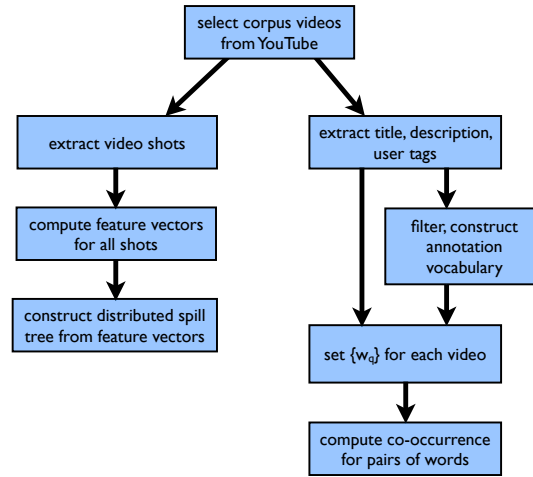 select corpus videos
from YouTube
extract video shots
extract title, description,
user tags
compute feature vectors
for all shots
filter, construct
annotation
vocabulary
construct distributed spill
tree from feature vectors
set {w_q} for each video
compute co-occurrence
for pairs of words